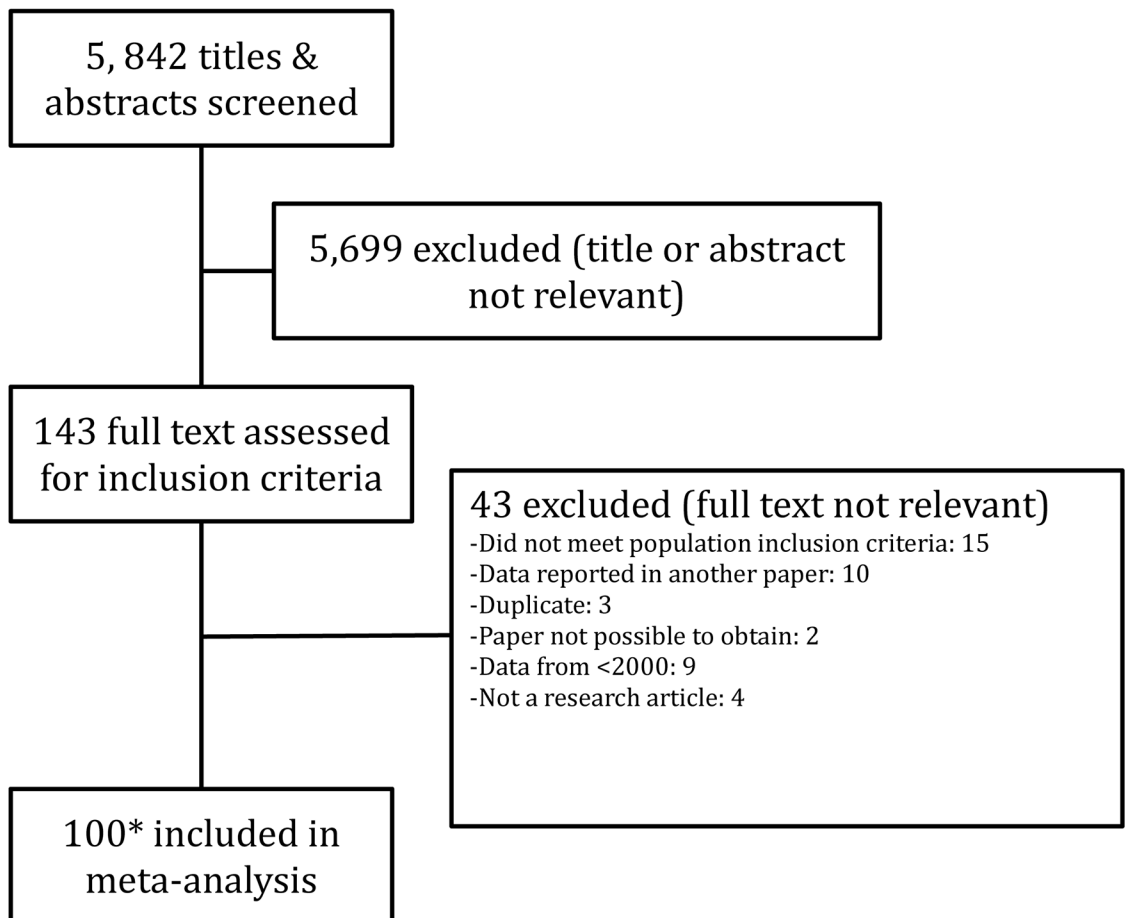 5, 842 titles &
abstracts screened
5,699 excluded (title or abstract
not relevant)
143 full text assessed
for inclusion criteria
43 excluded (full text not relevant)
-Did not meet population inclusion criteria: 15
-Data reported in another paper: 10
-Duplicate: 3
-Paper not possible to obtain: 2
-Data from <2000: 9
-Not a research article: 4
100* included in
meta-analysis